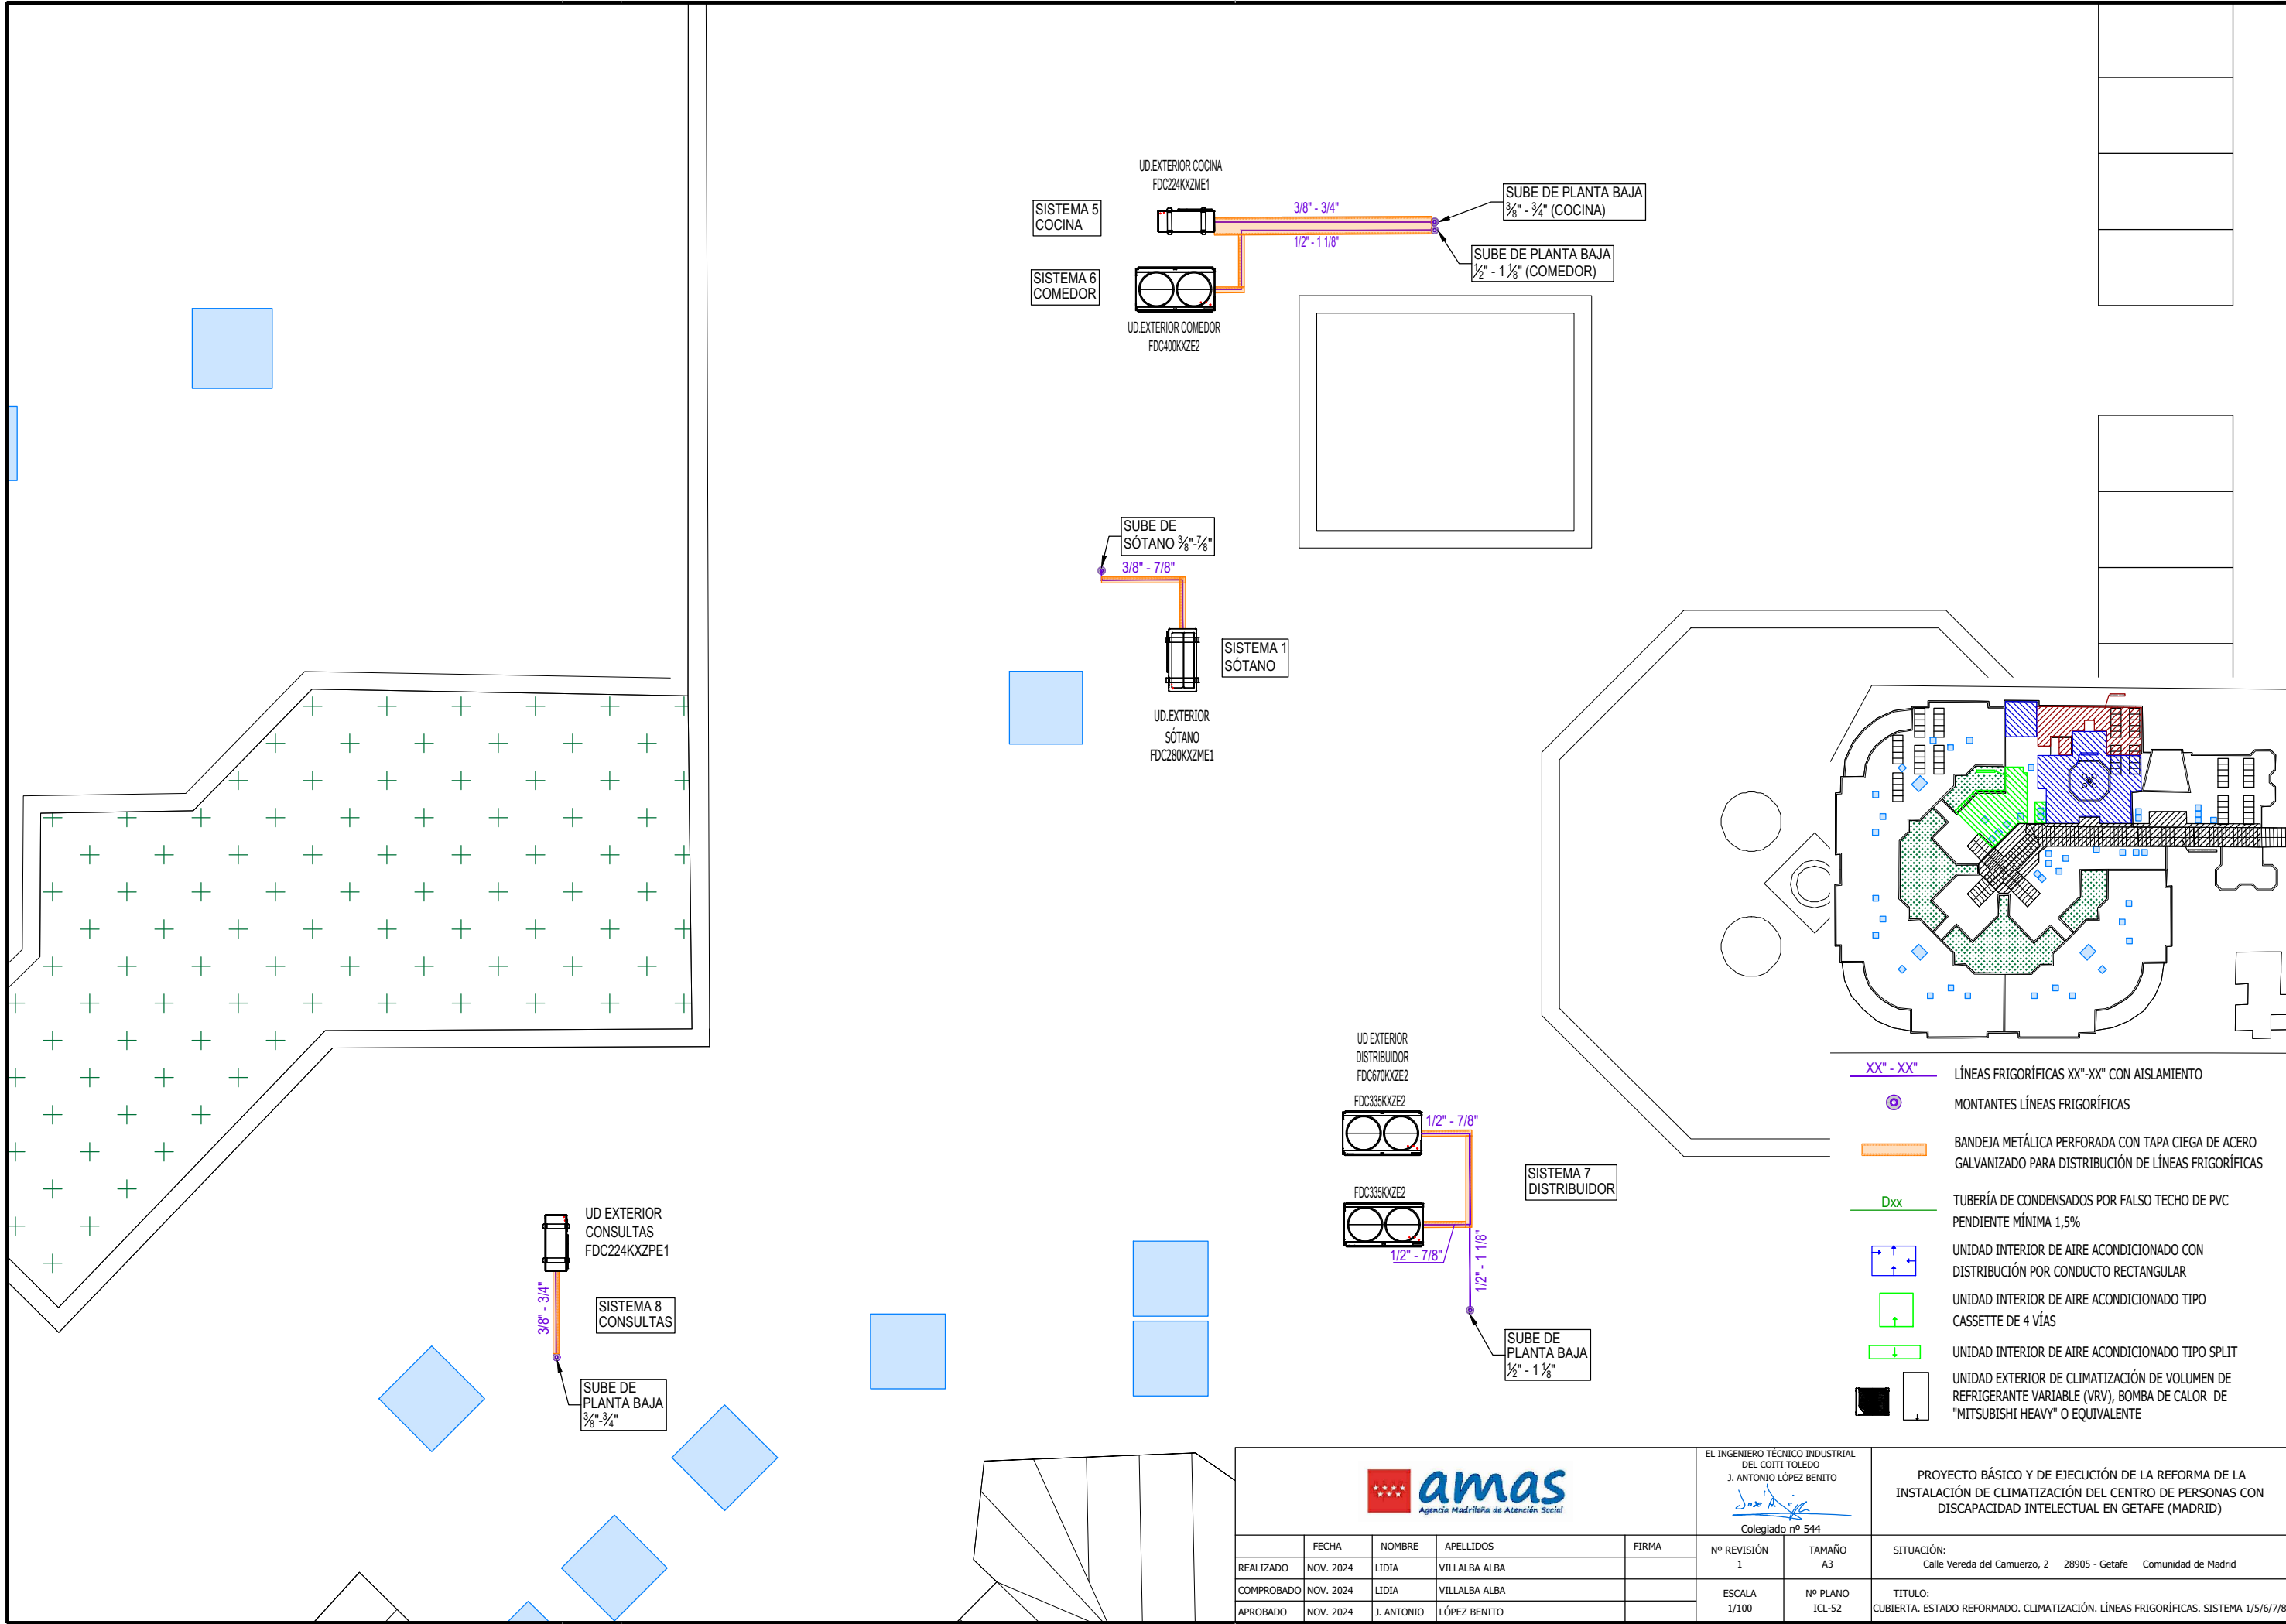 UD.EXTERIOR COCINA
FDC224KXZME1
SISTEMA 5
COCINA
3/8" - 3/4"
1/2" - 1 1/8"
SUBE DE PLANTA BAJA
3/8" - 3/4" (COCINA)
SUBE DE PLANTA BAJA
1/2" - 1 1/8" (COMEDOR)
SISTEMA 6
COMEDOR
UD.EXTERIOR COMEDOR
FDC400KXZE2
SUBE DE
SÓTANO 3/8"-7/8"
3/8" - 7/8"
SISTEMA 1
SÓTANO
UD.EXTERIOR
SÓTANO
FDC280KXZME1
UD EXTERIOR
DISTRIBUIDOR
FDC670KXZE2
FDC335KXZE2
1/2" - 7/8"
SISTEMA 7
DISTRIBUIDOR
FDC335KXZE2
1/2" - 7/8"
1/2" - 1 1/8"
SUBE DE
PLANTA BAJA
1/2" - 1 1/8"
UD EXTERIOR
CONSULTAS
FDC224KXZPE1
3/8" - 3/4"
SISTEMA 8
CONSULTAS
SUBE DE
PLANTA BAJA
3/8"-3/4"
XX" - XX"
LÍNEAS FRIGORÍFICAS XX"-XX" CON AISLAMIENTO
MONTANTES LÍNEAS FRIGORÍFICAS
BANDEJA METÁLICA PERFORADA CON TAPA CIEGA DE ACERO
GALVANIZADO PARA DISTRIBUCIÓN DE LÍNEAS FRIGORÍFICAS
Dxx
TUBERÍA DE CONDENSADOS POR FALSO TECHO DE PVC
PENDIENTE MÍNIMA 1,5%
UNIDAD INTERIOR DE AIRE ACONDICIONADO CON
DISTRIBUCIÓN POR CONDUCTO RECTANGULAR
UNIDAD INTERIOR DE AIRE ACONDICIONADO TIPO
CASSETTE DE 4 VÍAS
UNIDAD INTERIOR DE AIRE ACONDICIONADO TIPO SPLIT
UNIDAD EXTERIOR DE CLIMATIZACIÓN DE VOLUMEN DE
REFRIGERANTE VARIABLE (VRV), BOMBA DE CALOR DE
"MITSUBISHI HEAVY" O EQUIVALENTE
amas
Agencia Madrileña de Atención Social
EL INGENIERO TÉCNICO INDUSTRIAL
DEL COITI TOLEDO
J. ANTONIO LÓPEZ BENITO
Colegiado nº 544
PROYECTO BÁSICO Y DE EJECUCIÓN DE LA REFORMA DE LA
INSTALACIÓN DE CLIMATIZACIÓN DEL CENTRO DE PERSONAS CON
DISCAPACIDAD INTELECTUAL EN GETAFE (MADRID)
FECHA NOMBRE APELLIDOS FIRMA
REALIZADO NOV. 2024 LIDIA VILLALBA ALBA
COMPROBADO NOV. 2024 LIDIA VILLALBA ALBA
APROBADO NOV. 2024 J. ANTONIO LÓPEZ BENITO
Nº REVISIÓN
1
TAMAÑO
A3
ESCALA
1/100
Nº PLANO
ICL-52
SITUACIÓN:
Calle Vereda del Camuerzo, 2 28905 - Getafe Comunidad de Madrid
TITULO:
CUBIERTA. ESTADO REFORMADO. CLIMATIZACIÓN. LÍNEAS FRIGORÍFICAS. SISTEMA 1/5/6/7/8